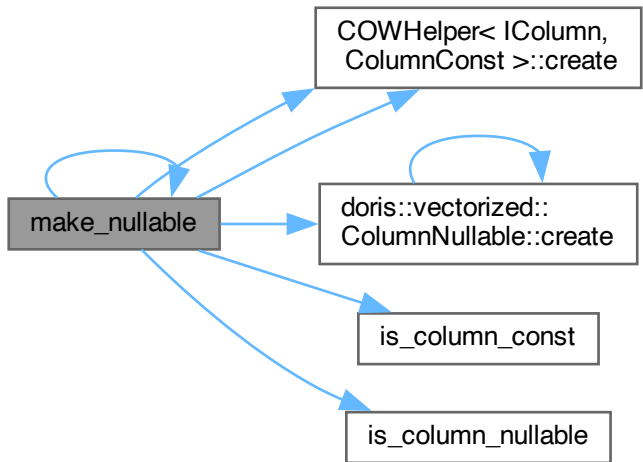 COWHelper< IColumn,
ColumnConst >::create
make_nullable
doris::vectorized::
ColumnNullable::create
is_column_const
is_column_nullable